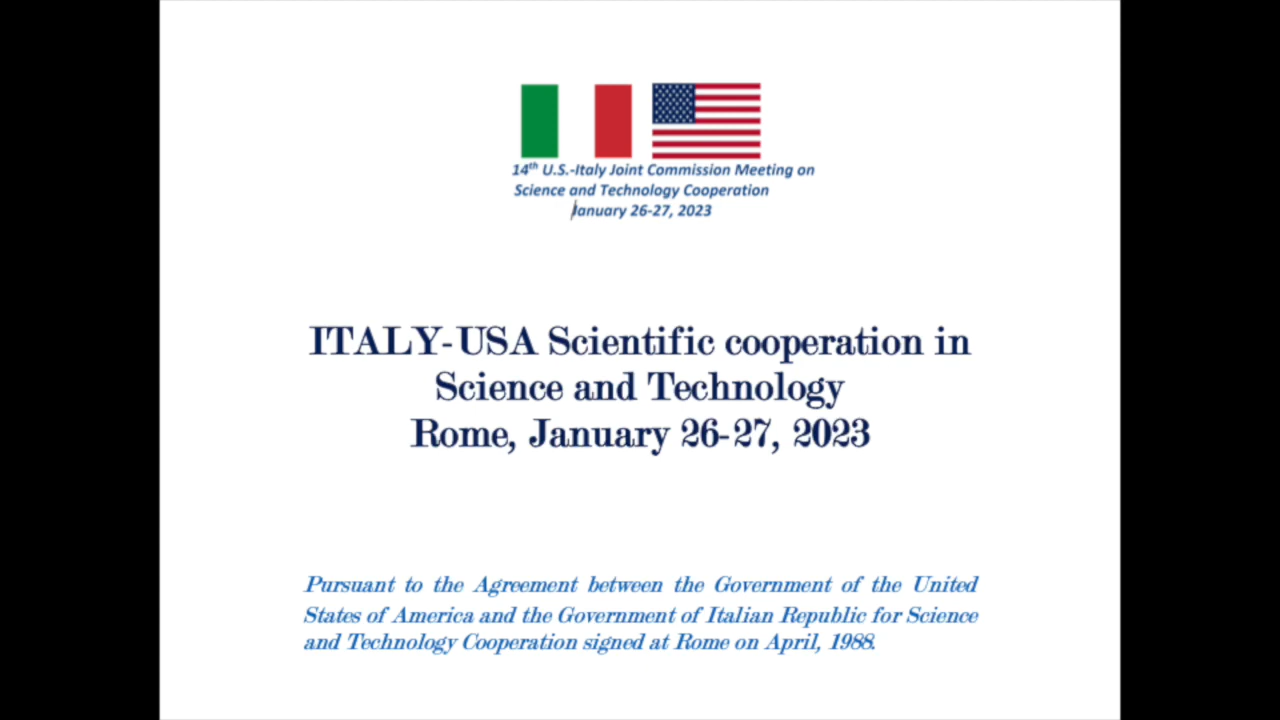 14th U.S.-Italy Joint Commission Meeting on
Science and Technology Cooperation
January 26-27, 2023
ITALY-USA Scientific cooperation in
Science and Technology
Rome, January 26-27, 2023
Pursuant to the Agreement between the Government of the United
States of America and the Government of Italian Republic for Science
and Technology Cooperation signed at Rome on April, 1988.